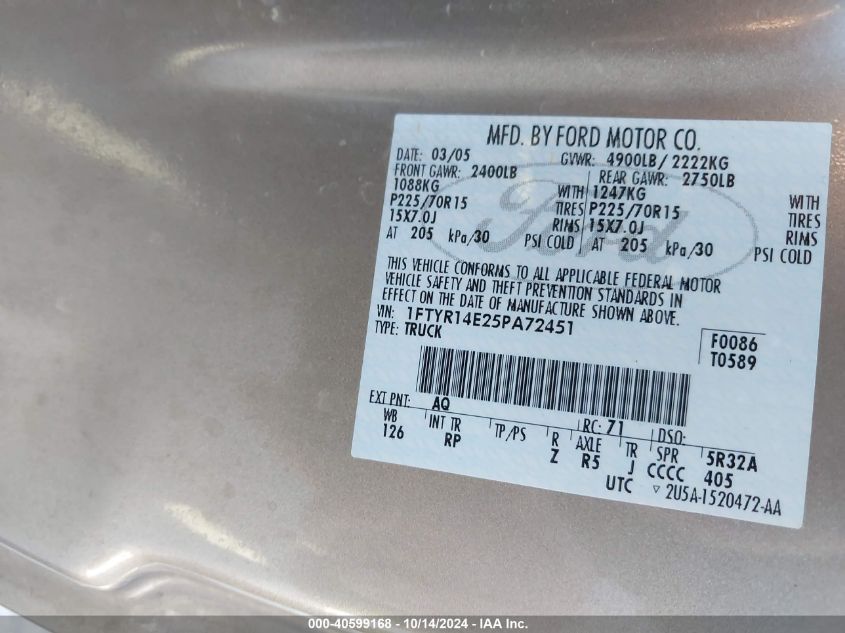 MFD. BY FORD MOTOR CO.
DATE: 03/05 GVWR: 4900LB/ 2222KG
FRONT GAWR: 2400LB REAR GAWR: 2750LB
1088KG WITH 1247KG WITH
P225/70R15 TIRES P225/70R15 TIRES
15X7.0J RIMS 15X7.0J RIMS
AT 205 kPa/30 PSI COLD AT 205 kPa/30 PSI COLD
Ford
THIS VEHICLE CONFORMS TO ALL APPLICABLE FEDERAL MOTOR
VEHICLE SAFETY AND THEFT PREVENTION STANDARDS IN
EFFECT ON THE DATE OF MANUFACTURE SHOWN ABOVE.
VIN: 1FTYR14E25PA72451
TYPE: TRUCK
F0086
T0589
EXT PNT: AQ RC: 71 DSO:
WB INT TR TP/PS R AXLE TR SPR 5R32A
126 RP Z R5 J CCCC 405
UTC ▽ 2U5A-1520472-AA
000-40599168 - 10/14/2024 - IAA Inc.